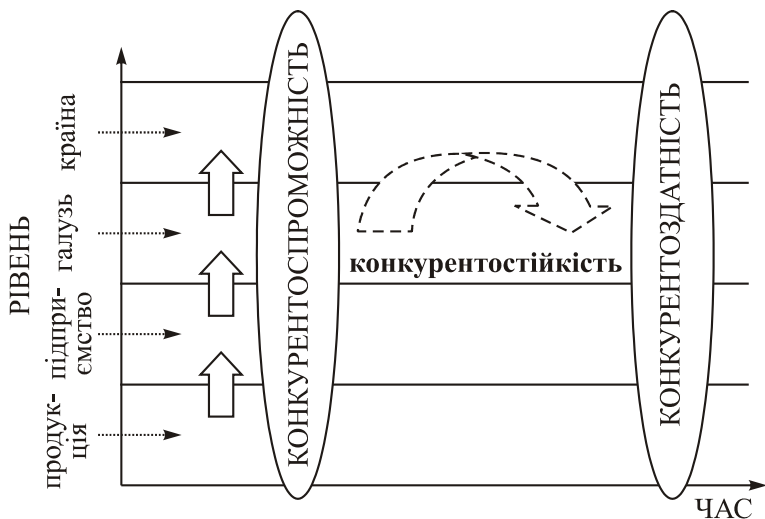 РІВЕНЬ
країна
галузь
підпри-
ємство
продук-
ція
КОНКУРЕНТОСПРОМОЖНІСТЬ
конкурентостійкість
КОНКУРЕНТОЗДАТНІСТЬ
ЧАС